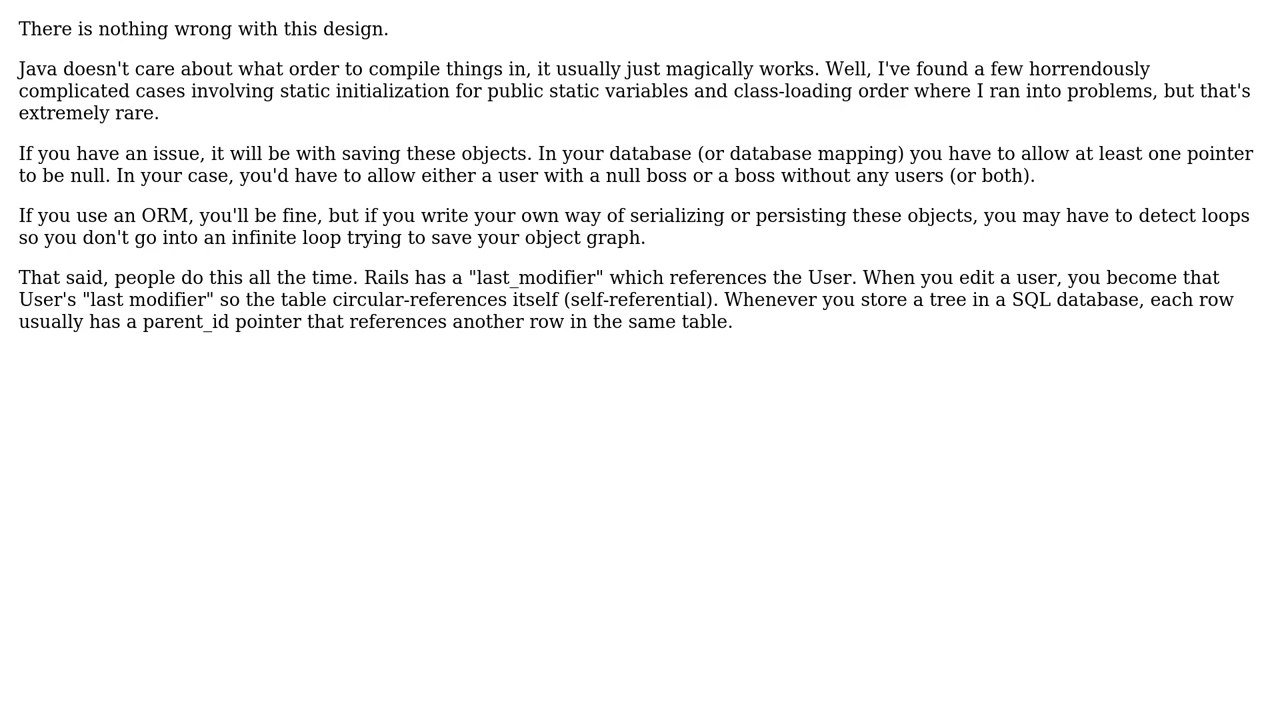 There is nothing wrong with this design.
Java doesn't care about what order to compile things in, it usually just magically works. Well, I've found a few horrendously
complicated cases involving static initialization for public static variables and class-loading order where I ran into problems, but that's
extremely rare.
If you have an issue, it will be with saving these objects. In your database (or database mapping) you have to allow at least one pointer
to be null. In your case, you'd have to allow either a user with a null boss or a boss without any users (or both).
If you use an ORM, you'll be fine, but if you write your own way of serializing or persisting these objects, you may have to detect loops
so you don't go into an infinite loop trying to save your object graph.
That said, people do this all the time. Rails has a "last_modifier" which references the User. When you edit a user, you become that
User's "last modifier" so the table circular-references itself (self-referential). Whenever you store a tree in a SQL database, each row
usually has a parent_id pointer that references another row in the same table.